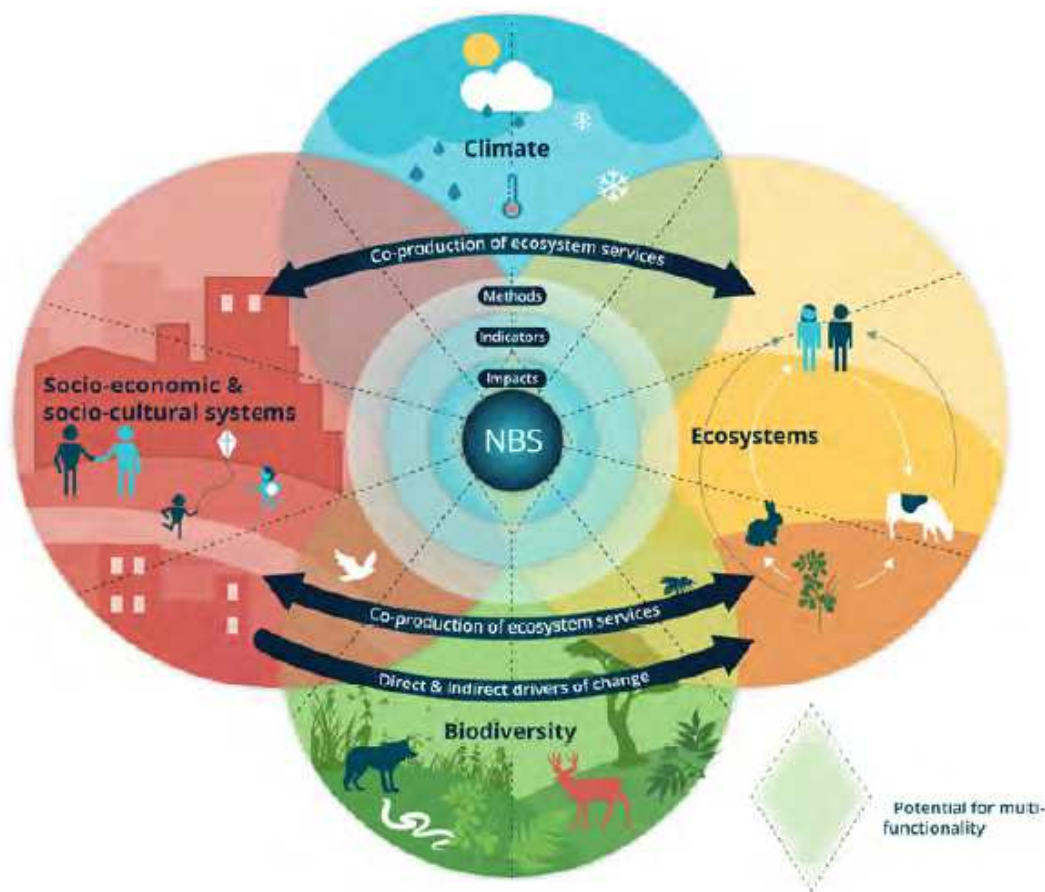 Climate
Co-production of ecosystem services
Methods
Indicators
Impacts
NBS
Socio-economic &
socio-cultural systems
Ecosystems
Co-production of ecosystem services
Direct & Indirect drivers of change
Biodiversity
Potential for multi-
functionality